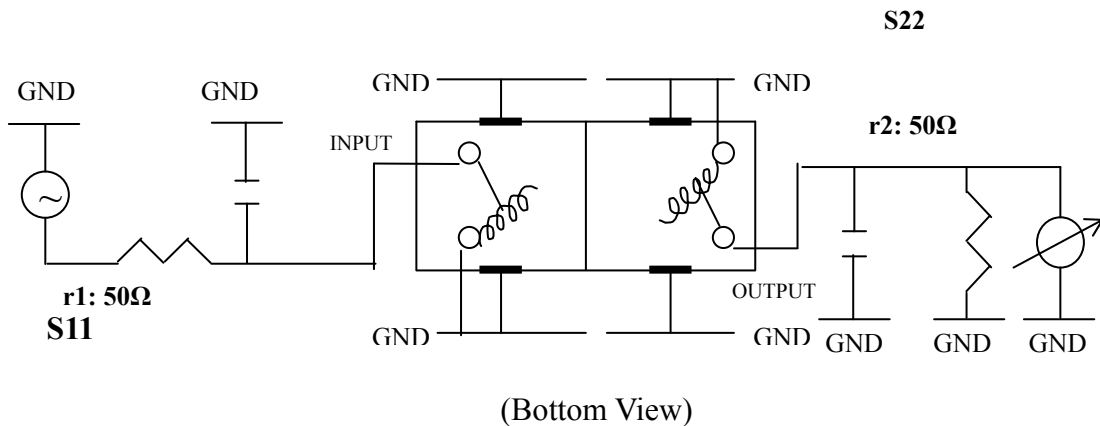 S22
GND
GND
GND
GND
INPUT
r2: 50Ω
~
r1: 50Ω
S11
OUTPUT
GND
GND
GND
GND
GND
(Bottom View)